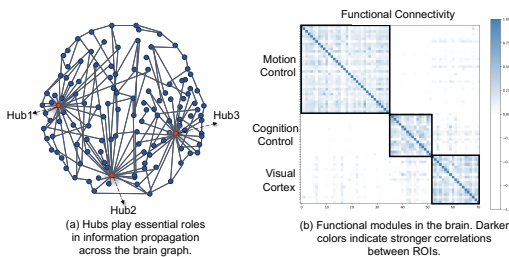 Functional Connectivity
Motion
Control
Cognition
Control
Visual
Cortex
Hub1
Hub3
Hub2
(a) Hubs play essential roles
in information propagation
across the brain graph.
(b) Functional modules in the brain. Darker
colors indicate stronger correlations
between ROIs.